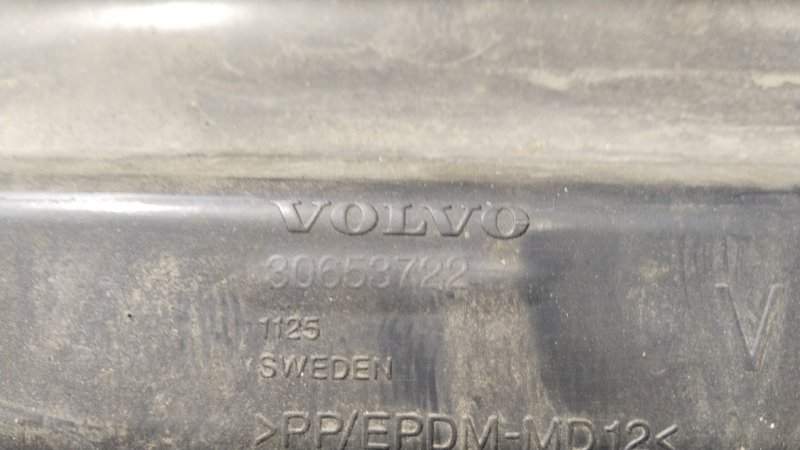 VOLVO
30653722
1125
V
SWEDEN
>PP/EPDM-MD12<